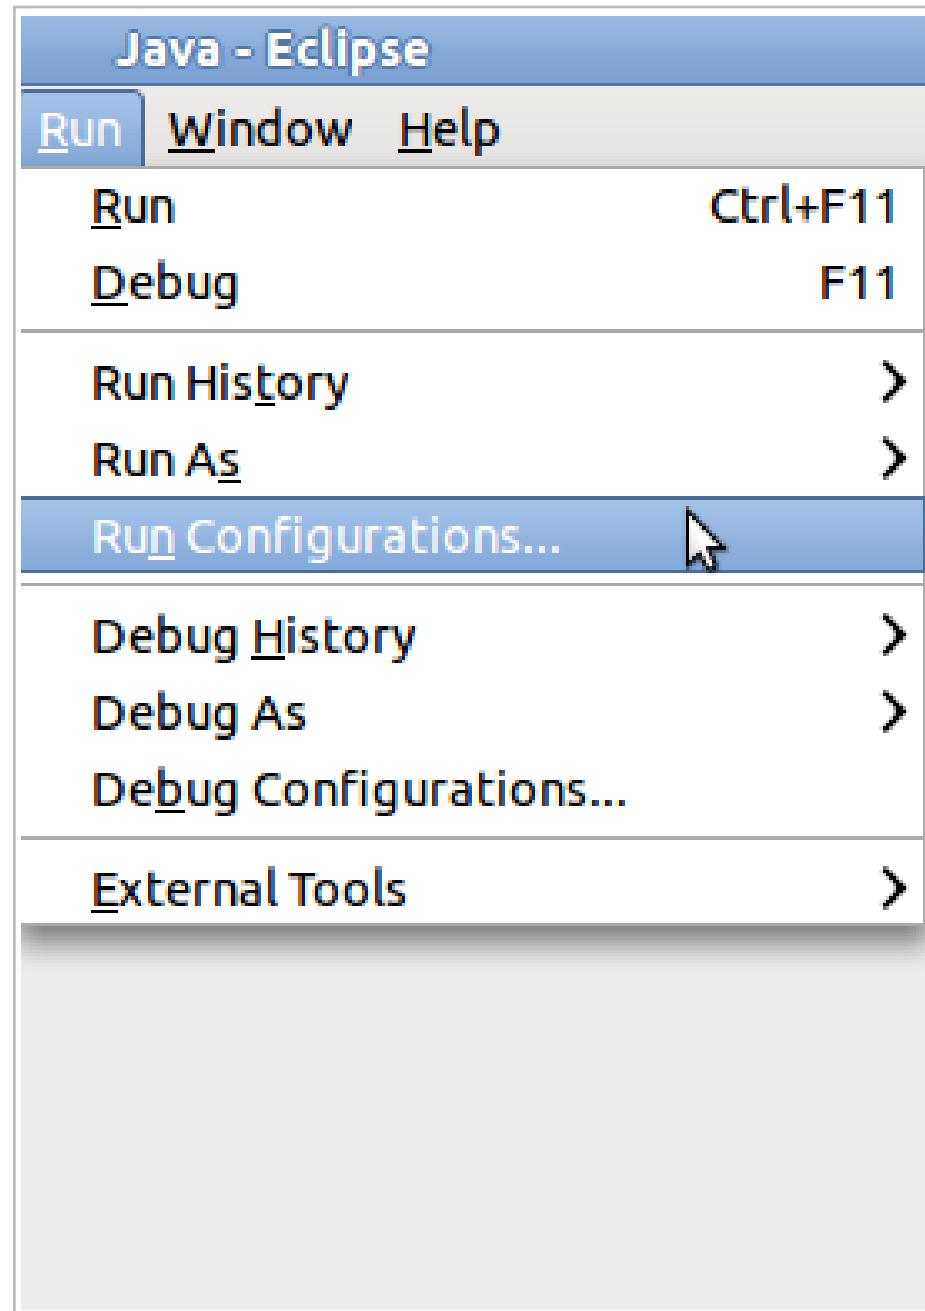 Java - Eclipse
Run Window Help
Run Ctrl+F11
Debug F11
Run History
Run As
Run Configurations...
Debug History
Debug As
Debug Configurations...
External Tools